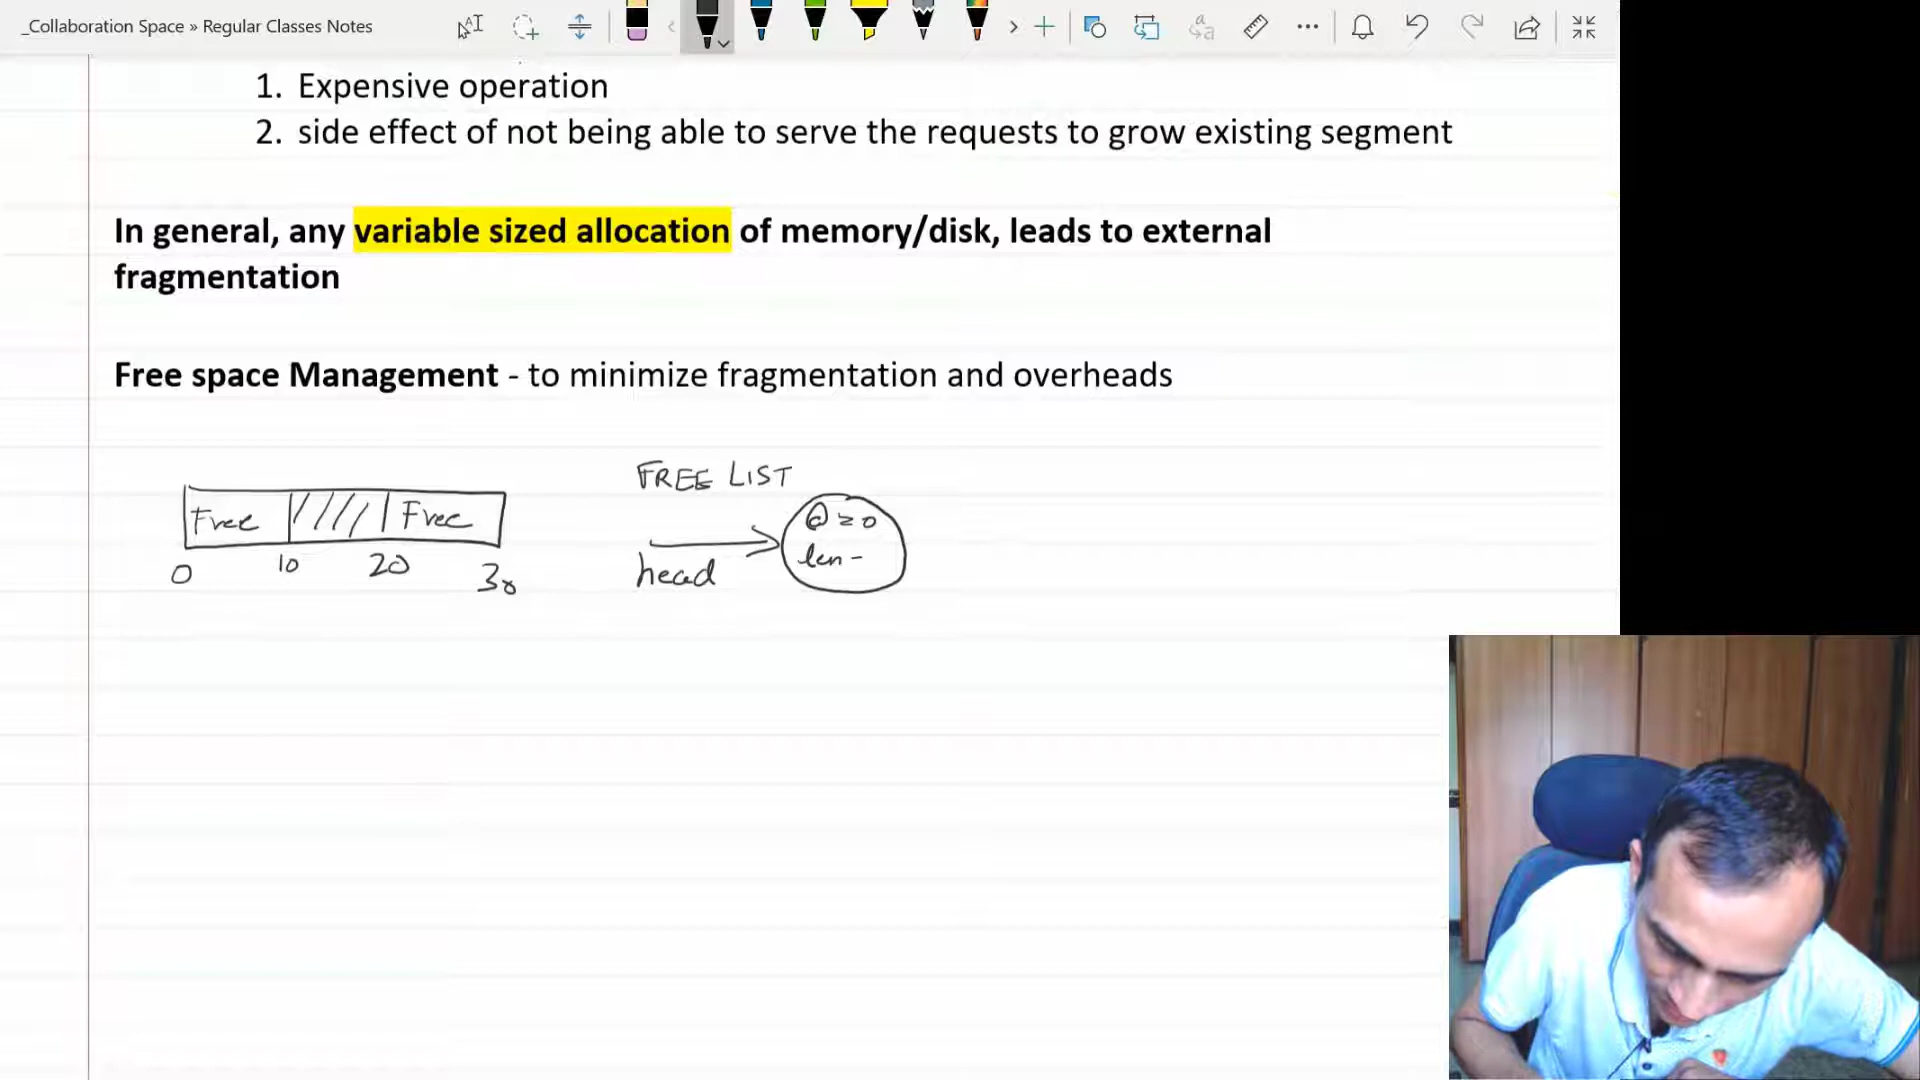 _Collaboration Space » Regular Classes Notes
1. Expensive operation
2. side effect of not being able to serve the requests to grow existing segment
In general, any variable sized allocation of memory/disk, leads to external
fragmentation
Free space Management - to minimize fragmentation and overheads
FREE LIST
Free Free @=0
len -
0 10 20 30 head